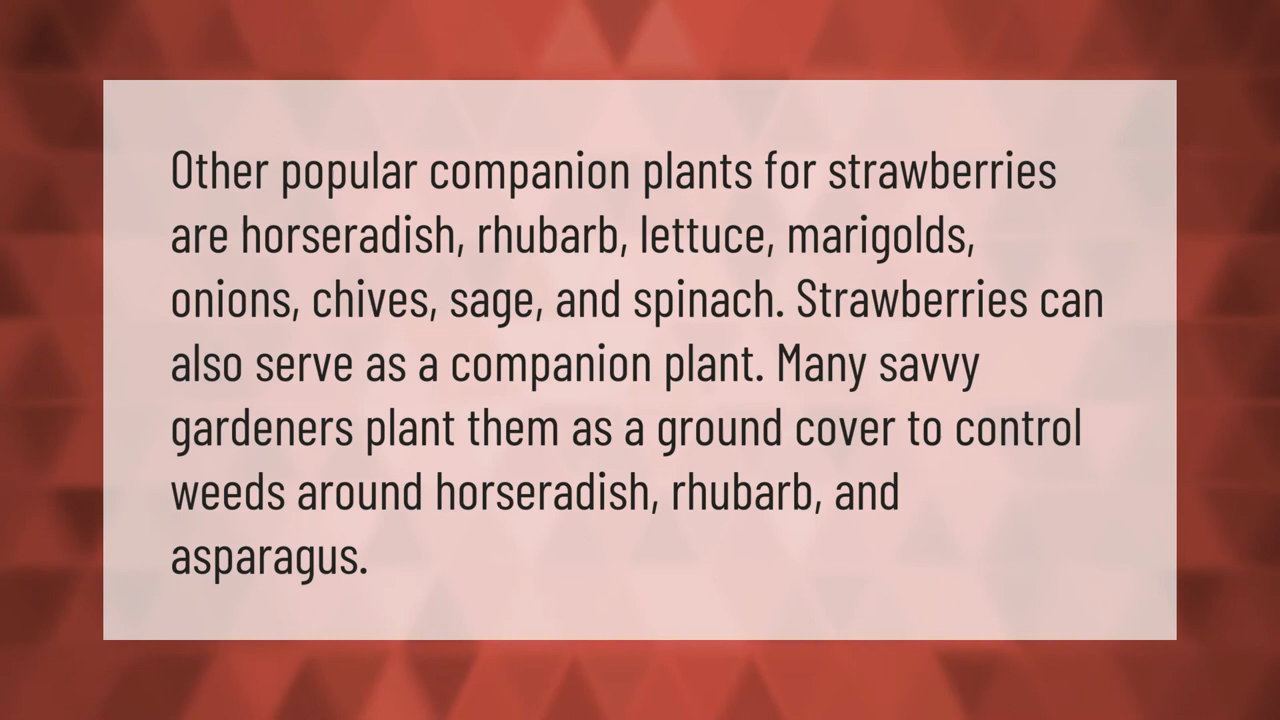 Other popular companion plants for strawberries
are horseradish, rhubarb, lettuce, marigolds,
onions, chives, sage, and spinach. Strawberries can
also serve as a companion plant. Many savvy
gardeners plant them as a ground cover to control
weeds around horseradish, rhubarb, and
asparagus.